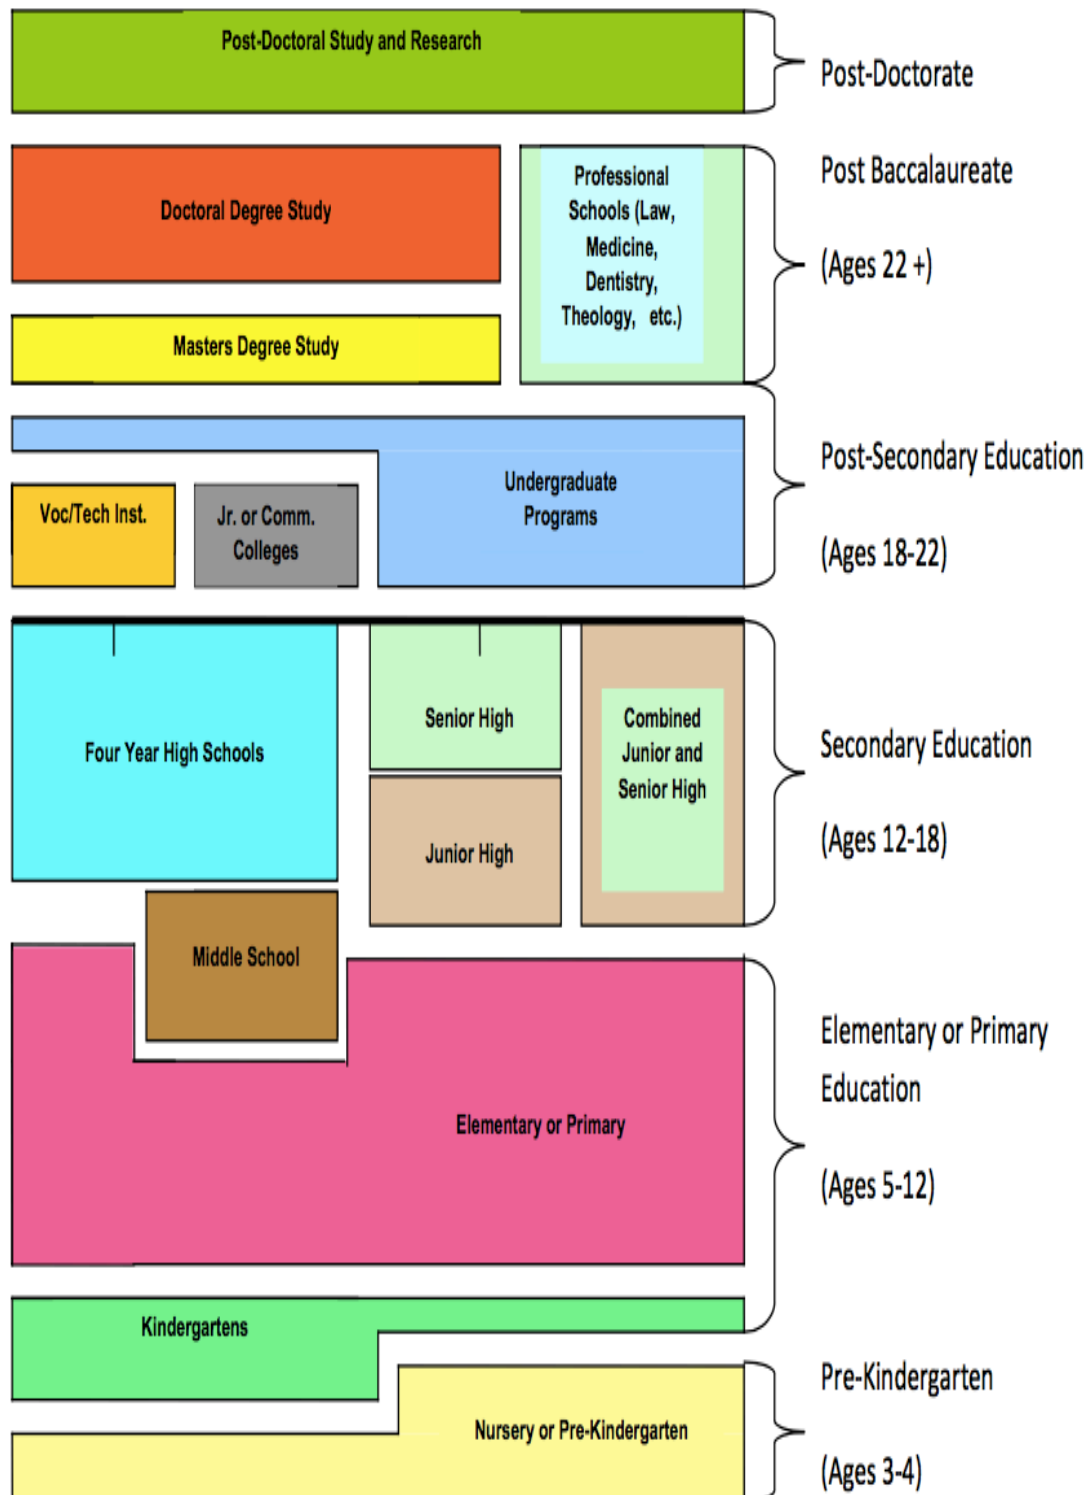 Post-Doctoral Study and Research
Post-Doctorate
Doctoral Degree Study
Masters Degree Study
Professional
Schools (Law,
Medicine,
Dentistry,
Theology, etc.)
Post Baccalaureate
(Ages 22 +)
Voc/Tech Inst.
Jr. or Comm.
Colleges
Undergraduate
Programs
Post-Secondary Education
(Ages 18-22)
Four Year High Schools
Senior High
Junior High
Combined
Junior and
Senior High
Secondary Education
(Ages 12-18)
Middle School
Elementary or Primary
Elementary or Primary
Education
(Ages 5-12)
Kindergartens
Nursery or Pre-Kindergarten
Pre-Kindergarten
(Ages 3-4)